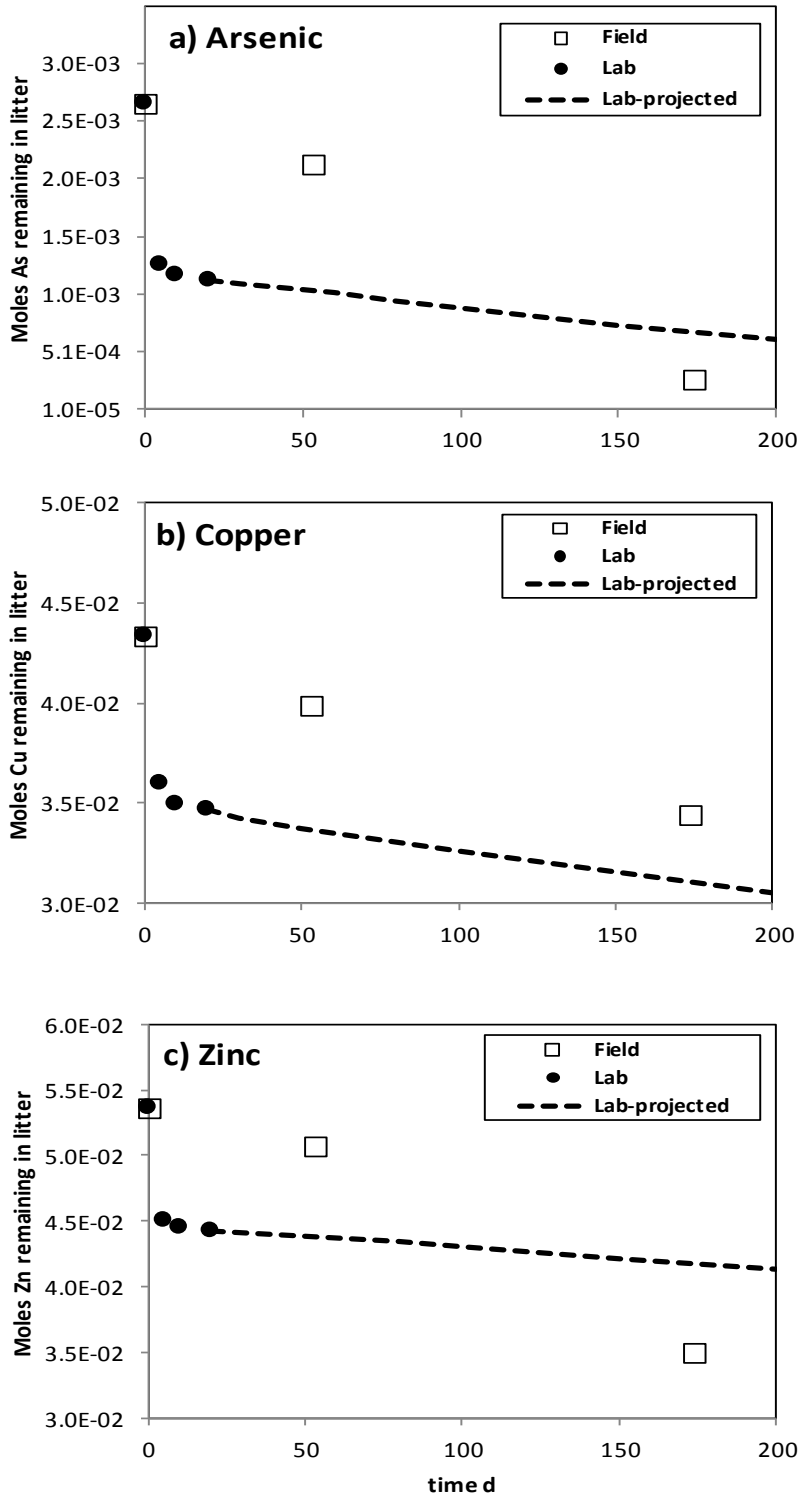 a) Arsenic
Field
Lab
Lab-projected
Moles As remaining in litter
3.0E-03
2.5E-03
2.0E-03
1.5E-03
1.0E-03
5.1E-04
1.0E-05
0 50 100 150 200
b) Copper
Field
Lab
Lab-projected
Moles Cu remaining in litter
5.0E-02
4.5E-02
4.0E-02
3.5E-02
3.0E-02
0 50 100 150 200
c) Zinc
Field
Lab
Lab-projected
Moles Zn remaining in litter
6.0E-02
5.5E-02
5.0E-02
4.5E-02
4.0E-02
3.5E-02
3.0E-02
0 50 100 150 200
time d